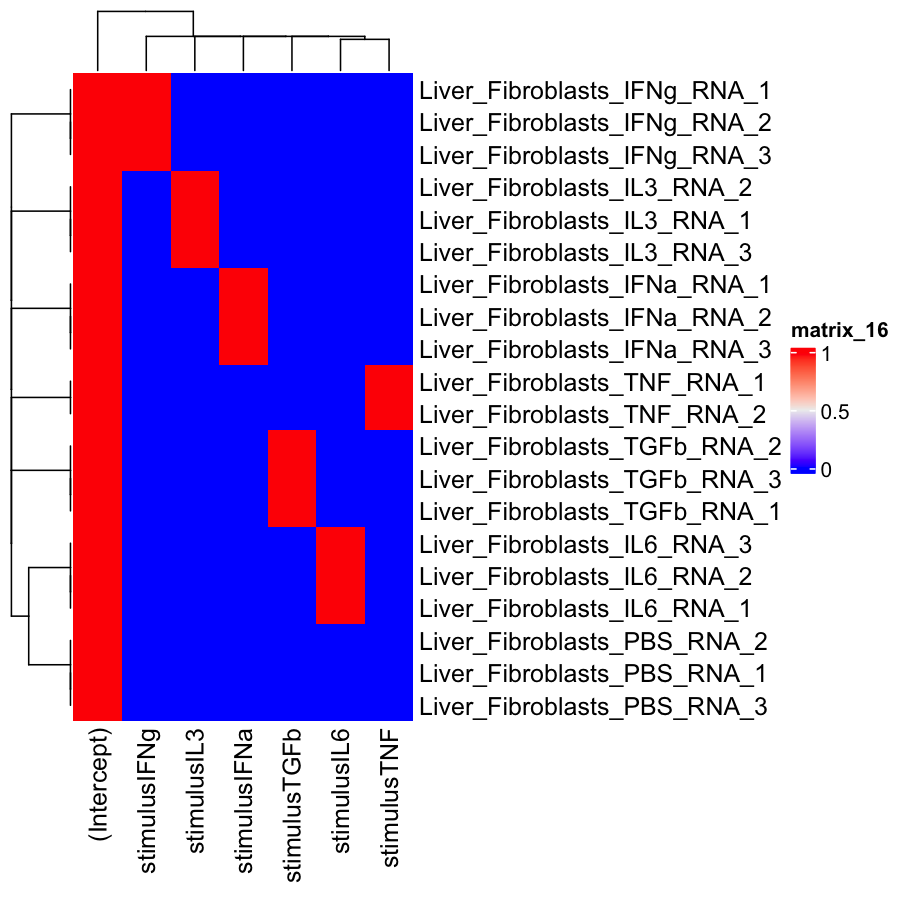 Liver_Fibroblasts_IFNg_RNA_1
Liver_Fibroblasts_IFNg_RNA_2
Liver_Fibroblasts_IFNg_RNA_3
Liver_Fibroblasts_IL3_RNA_2
Liver_Fibroblasts_IL3_RNA_1
Liver_Fibroblasts_IL3_RNA_3
Liver_Fibroblasts_IFNa_RNA_1
Liver_Fibroblasts_IFNa_RNA_2
Liver_Fibroblasts_IFNa_RNA_3
Liver_Fibroblasts_TNF_RNA_1
Liver_Fibroblasts_TNF_RNA_2
Liver_Fibroblasts_TGFb_RNA_2
Liver_Fibroblasts_TGFb_RNA_3
Liver_Fibroblasts_TGFb_RNA_1
Liver_Fibroblasts_IL6_RNA_3
Liver_Fibroblasts_IL6_RNA_2
Liver_Fibroblasts_IL6_RNA_1
Liver_Fibroblasts_PBS_RNA_2
Liver_Fibroblasts_PBS_RNA_1
Liver_Fibroblasts_PBS_RNA_3
matrix_16
1
0.5
0
(Intercept)
stimulusIFNg
stimulusIL3
stimulusIFNa
stimulusTGFb
stimulusIL6
stimulusTNF